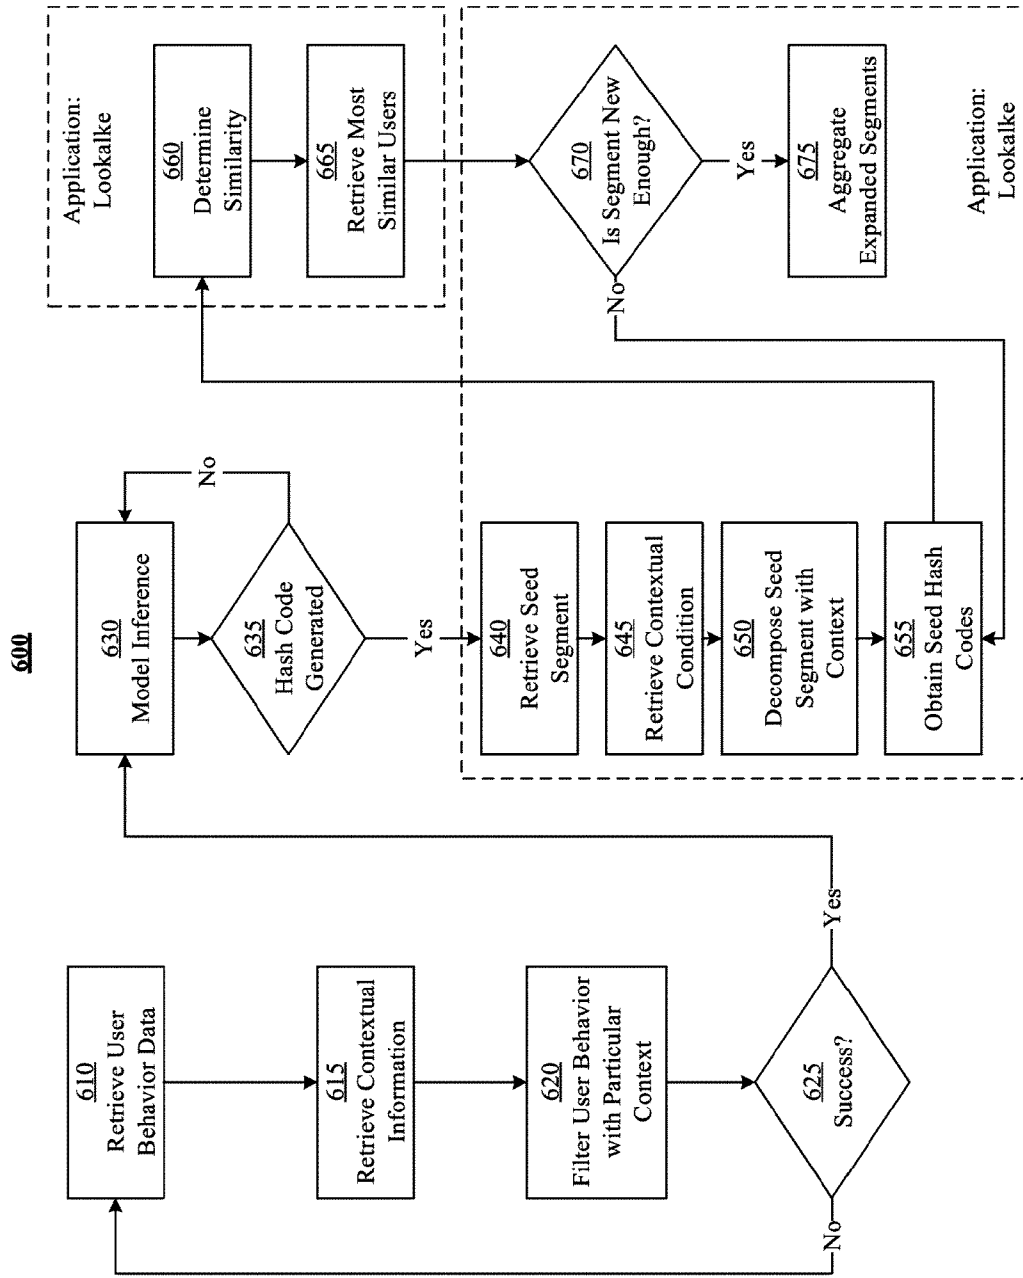 600
610
Retrieve User
Behavior Data
615
Retrieve Contextual
Information
620
Filter User Behavior
with Particular
Context
625
Success?
No
Yes
630
Model Inference
635
Hash Code
Generated
No
Yes
640
Retrieve Seed
Segment
645
Retrieve Contextual
Condition
650
Decompose Seed
Segment with
Context
655
Obtain Seed Hash
Codes
Application:
Lookalke
660
Determine
Similarity
665
Retrieve Most
Similar Users
670
Is Segment New
Enough?
No
Yes
675
Aggregate
Expanded Segments
Application:
Lookalke